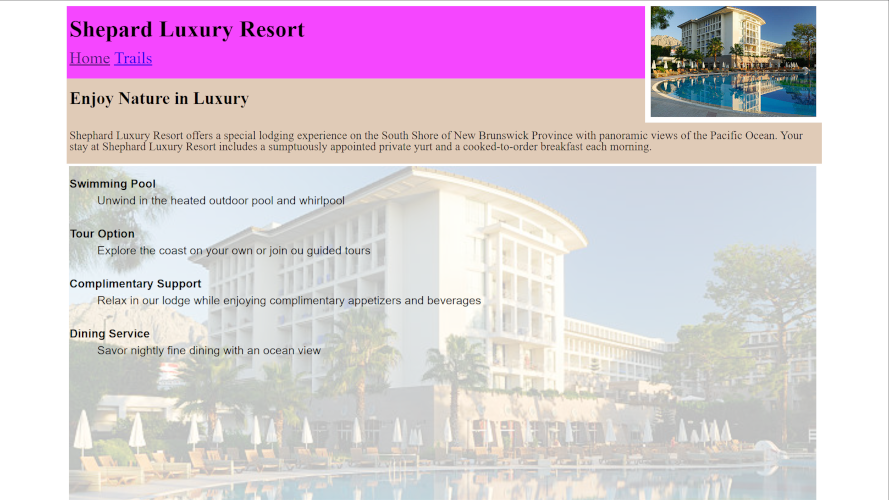 Shepard Luxury Resort
Home Trails
Enjoy Nature in Luxury
Shephard Luxury Resort offers a special lodging experience on the South Shore of New Brunswick Province with panoramic views of the Pacific Ocean. Your
stay at Shephard Luxury Resort includes a sumptuously appointed private yurt and a cooked-to-order breakfast each morning.
Swimming Pool
Unwind in the heated outdoor pool and whirlpool
Tour Option
Explore the coast on your own or join ou guided tours
Complimentary Support
Relax in our lodge while enjoying complimentary appetizers and beverages
Dining Service
Savor nightly fine dining with an ocean view